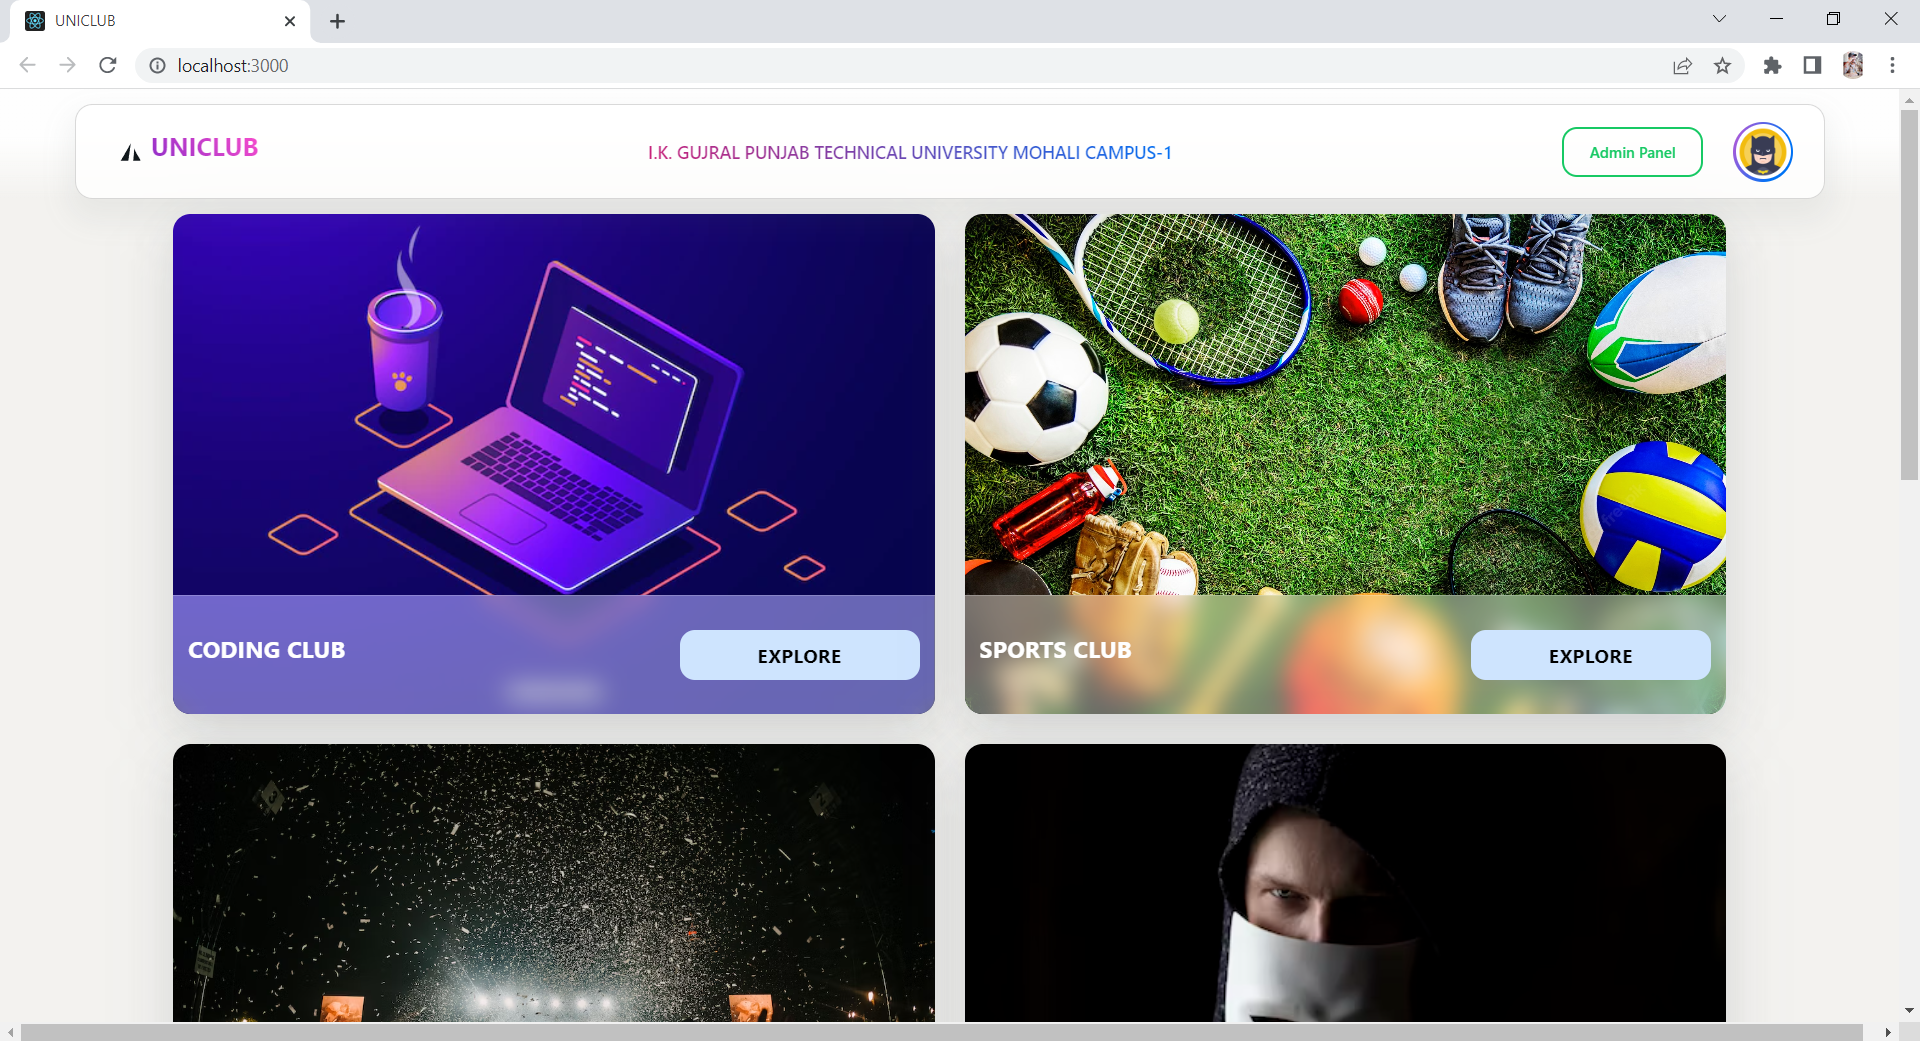 UNICLUB
localhost:3000
UNICLUB
I.K. GUJRAL PUNJAB TECHNICAL UNIVERSITY MOHALI CAMPUS-1
Admin Panel
CODING CLUB
EXPLORE
SPORTS CLUB
EXPLORE